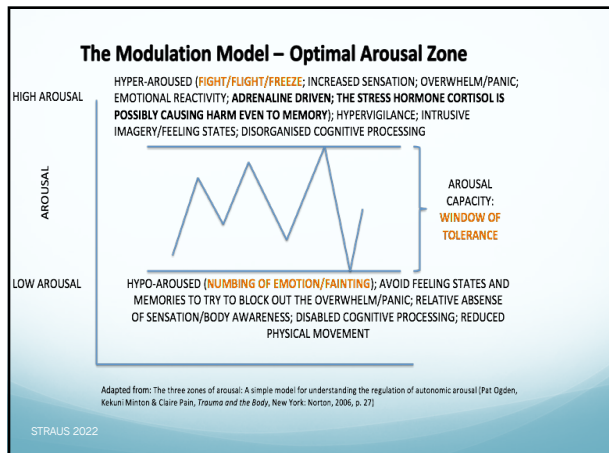 The Modulation Model – Optimal Arousal Zone
HYPER-AROUSED (FIGHT/FLIGHT/FREEZE; INCREASED SENSATION; OVERWHELM/PANIC;
HIGH AROUSAL
EMOTIONAL REACTIVITY; ADRENALINE DRIVEN; THE STRESS HORMONE CORTISOL IS
POSSIBLY CAUSING HARM EVEN TO MEMORY); HYPERVIGILANCE; INTRUSIVE
IMAGERY/FEELING STATES; DISORGANISED COGNITIVE PROCESSING
AROUSAL
AROUSAL
CAPACITY:
WINDOW OF
TOLERANCE
LOW AROUSAL
HYPO-AROUSED (NUMBING OF EMOTION/FAINTING); AVOID FEELING STATES AND
MEMORIES TO TRY TO BLOCK OUT THE OVERWHELM/PANIC; RELATIVE ABSENSE
OF SENSATION/BODY AWARENESS; DISABLED COGNITIVE PROCESSING; REDUCED
PHYSICAL MOVEMENT
Adapted from: The three zones of arousal: A simple model for understanding the regulation of autonomic arousal (Pat Ogden,
Kekuni Minton & Claire Pain, Trauma and the Body, New York: Norton, 2006, p. 27]
STRAUS 2022